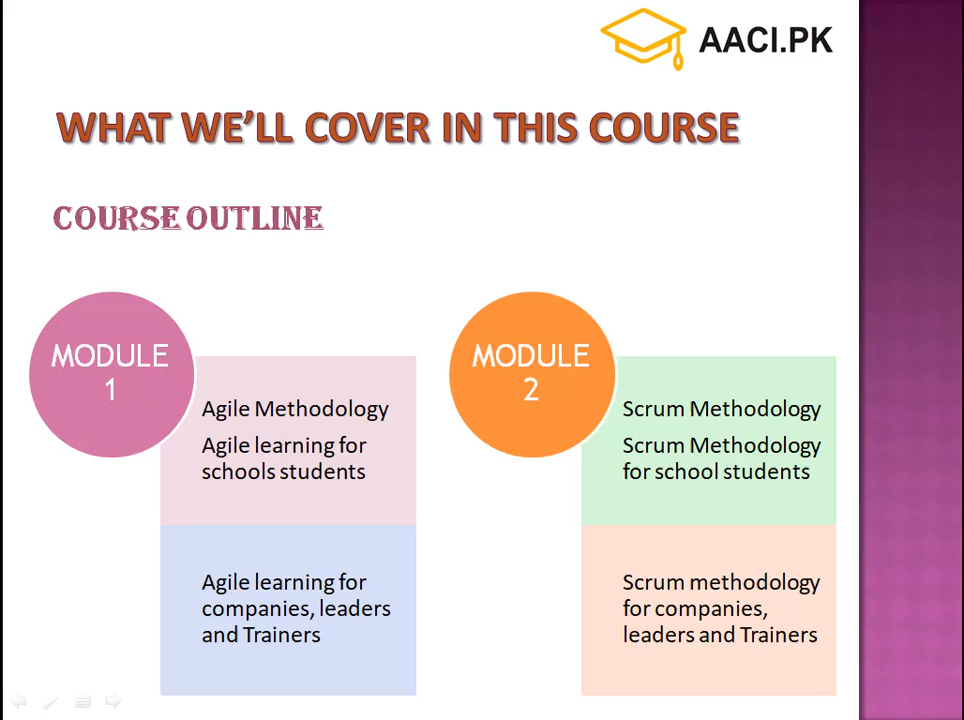 AACI.PK
WHAT WE'LL COVER IN THIS COURSE
COURSE OUTLINE
MODULE
1
Agile Methodology
Agile learning for
schools students
Agile learning for
companies, leaders
and Trainers
MODULE
2
Scrum Methodology
Scrum Methodology
for school students
Scrum methodology
for companies,
leaders and Trainers